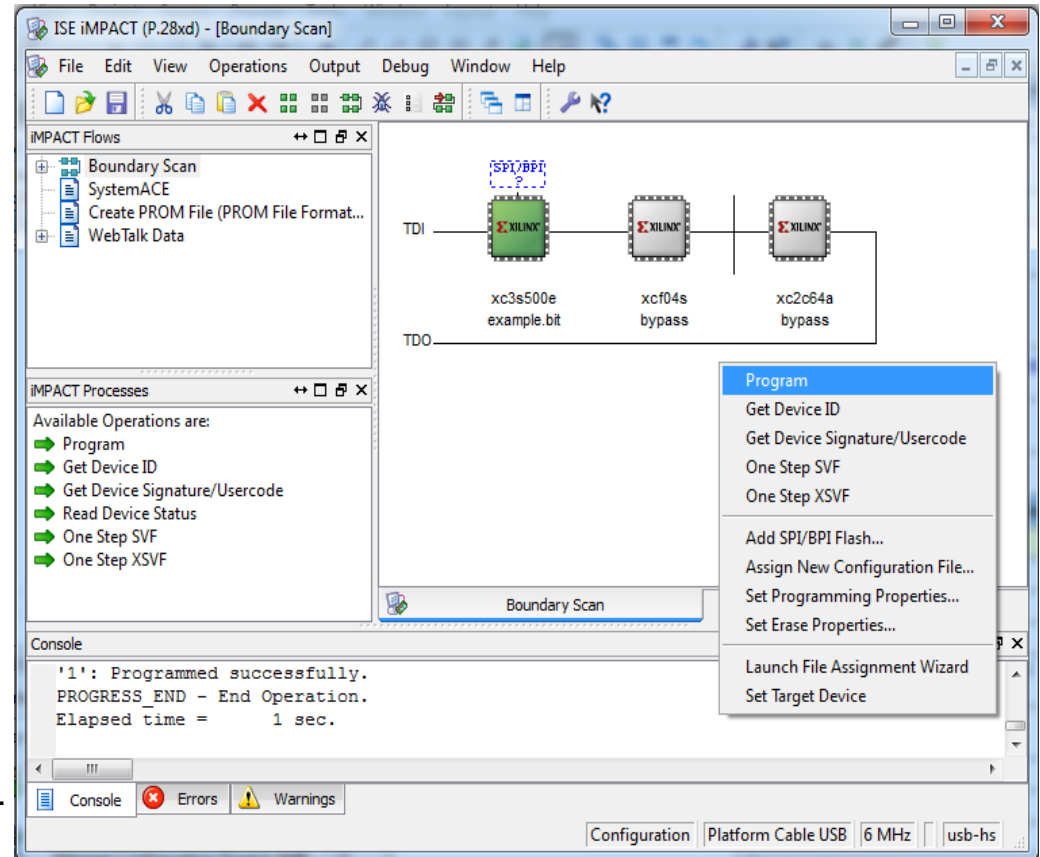 ISE iMPACT (P.28xd) - [Boundary Scan]
File Edit View Operations Output Debug Window Help
iMPACT Flows
Boundary Scan
SystemACE
Create PROM File (PROM File Format...
WebTalk Data
SPI/BPI
?
TDI
XILINX
XILINX
XILINX
xc3s500e xcf04s xc2c64a
example.bit bypass bypass
TDO
iMPACT Processes
Available Operations are:
Program
Get Device ID
Get Device Signature/Usercode
Read Device Status
One Step SVF
One Step XSVF
Program
Get Device ID
Get Device Signature/Usercode
One Step SVF
One Step XSVF
Add SPI/BPI Flash...
Assign New Configuration File...
Set Programming Properties...
Set Erase Properties...
Launch File Assignment Wizard
Set Target Device
Boundary Scan
Console
'1': Programmed successfully.
PROGRESS_END - End Operation.
Elapsed time =      1 sec.
Console Errors Warnings
Configuration Platform Cable USB 6 MHz usb-hs